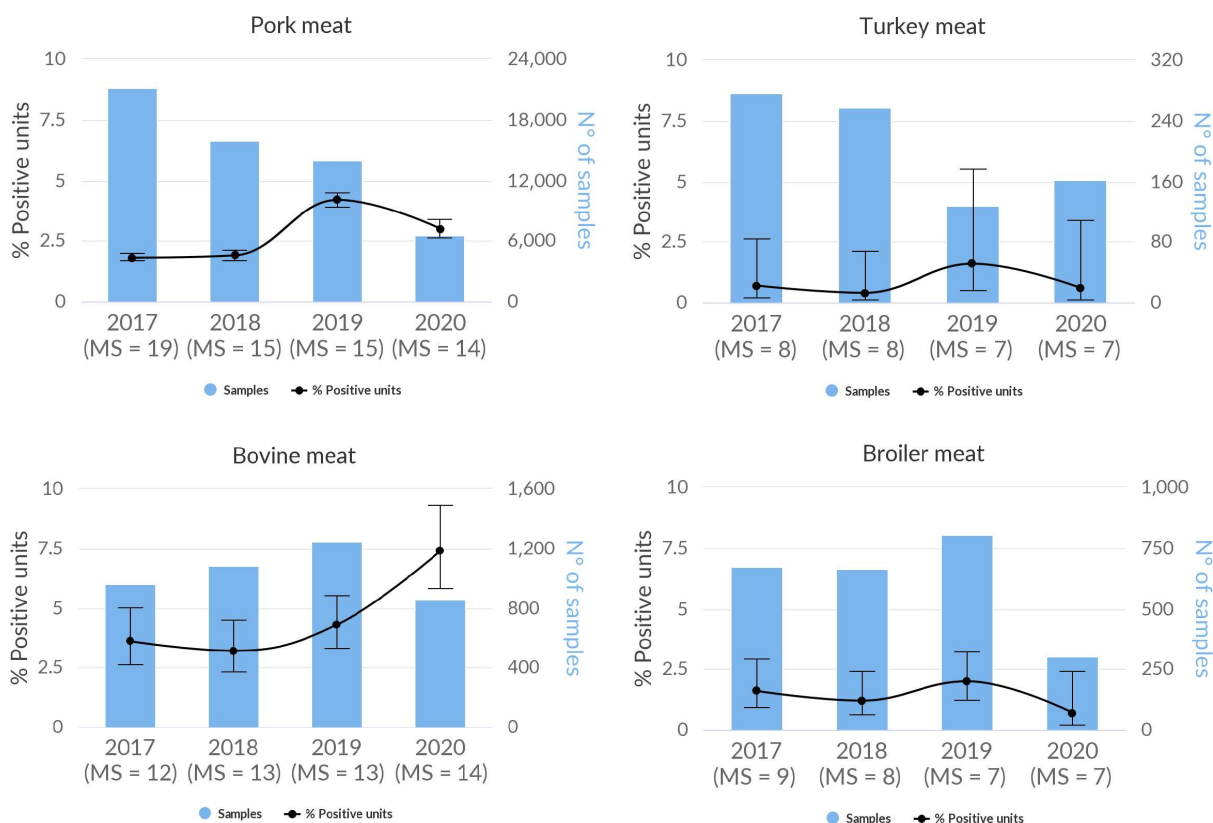 Pork meat
% Positive units
10
7.5
5
2.5
0
24,000
18,000
12,000
6,000
0
N° of samples
2017 2018 2019 2020
(MS = 19) (MS = 15) (MS = 15) (MS = 14)
Samples % Positive units
Turkey meat
% Positive units
10
7.5
5
2.5
0
320
240
160
80
0
N° of samples
2017 2018 2019 2020
(MS = 8) (MS = 8) (MS = 7) (MS = 7)
Samples % Positive units
Bovine meat
% Positive units
10
7.5
5
2.5
0
1,600
1,200
800
400
0
N° of samples
2017 2018 2019 2020
(MS = 12) (MS = 13) (MS = 13) (MS = 14)
Samples % Positive units
Broiler meat
% Positive units
10
7.5
5
2.5
0
1,000
750
500
250
0
N° of samples
2017 2018 2019 2020
(MS = 9) (MS = 8) (MS = 7) (MS = 7)
Samples % Positive units